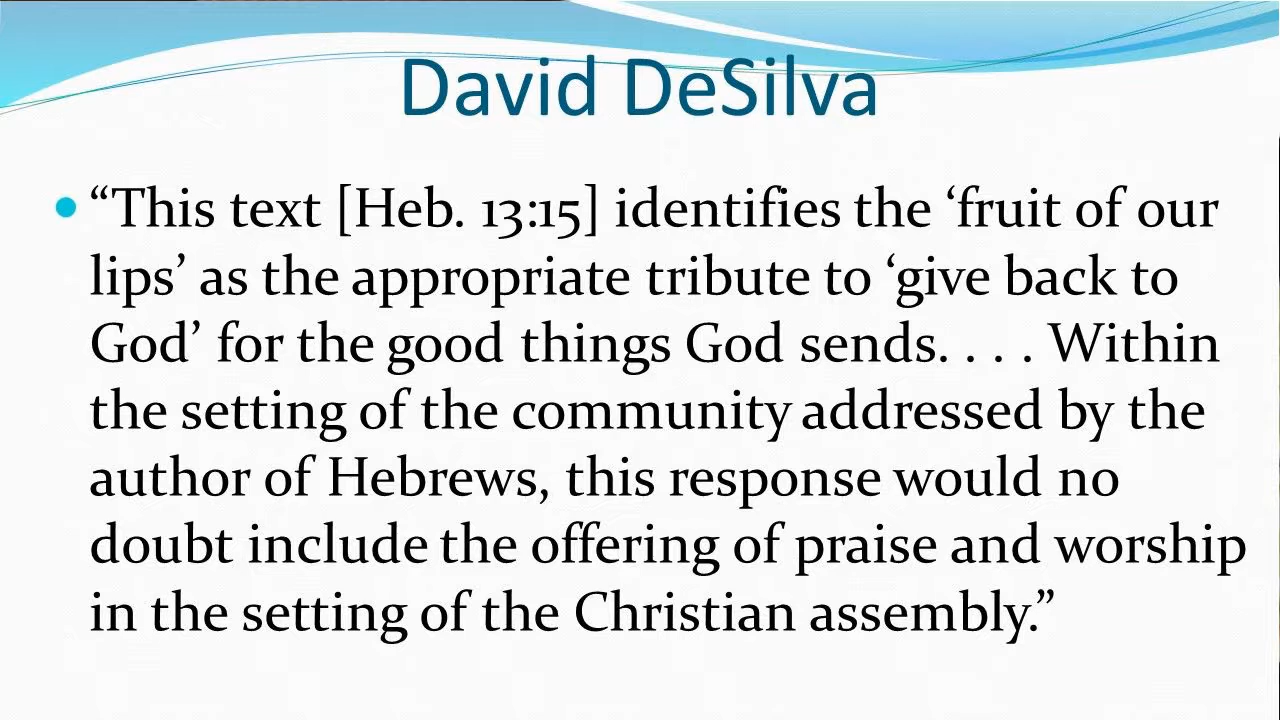 David DeSilva
• “This text [Heb. 13:15] identifies the ‘fruit of our
lips’ as the appropriate tribute to ‘give back to
God’ for the good things God sends. . . . Within
the setting of the community addressed by the
author of Hebrews, this response would no
doubt include the offering of praise and worship
in the setting of the Christian assembly.”